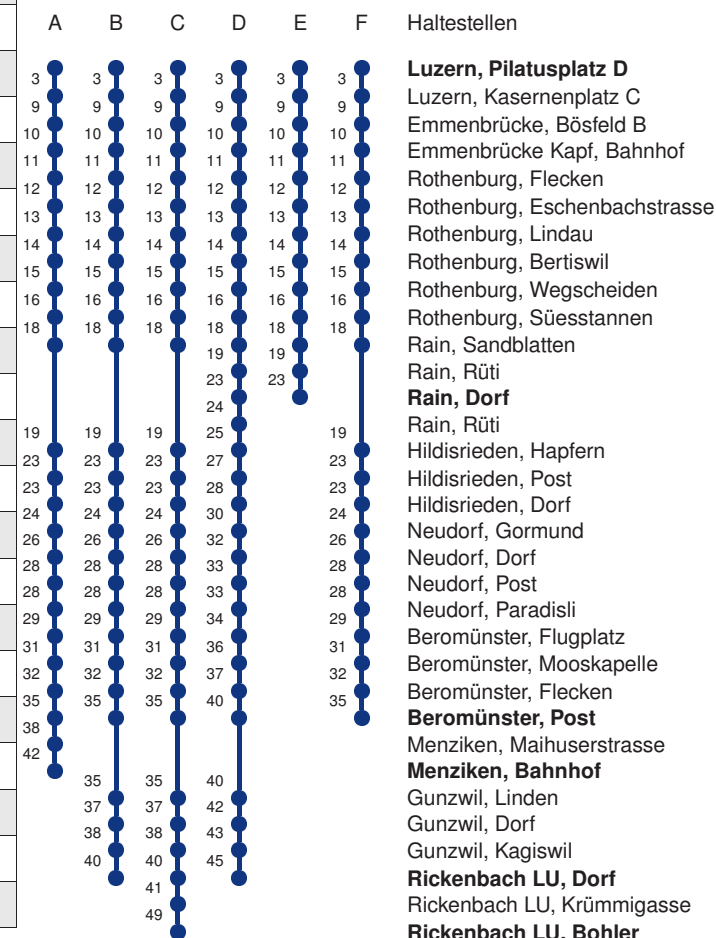 A B C D E F Haltestellen
Luzern, Pilatusplatz D
3 3 3 3 3 3
Luzern, Kasernenplatz C
9 9 9 9 9 9
Emmenbrücke, Bösfeld B
10 10 10 10 10 10
Emmenbrücke Kapf, Bahnhof
11 11 11 11 11 11
Rothenburg, Flecken
12 12 12 12 12 12
Rothenburg, Eschenbachstrasse
13 13 13 13 13 13
Rothenburg, Lindau
14 14 14 14 14 14
Rothenburg, Bertiswil
15 15 15 15 15 15
Rothenburg, Wegscheiden
16 16 16 16 16 16
Rothenburg, Süesstannen
18 18 18 18 18 18
Rain, Sandblatten
19 19
Rain, Rüti
23 23
Rain, Dorf
24
Rain, Rüti
19 19 19 25 19
Hildisrieden, Hapfern
23 23 23 27 23
Hildisrieden, Post
23 23 23 28 23
Hildisrieden, Dorf
24 24 24 30 24
Neudorf, Gormund
26 26 26 32 26
Neudorf, Dorf
28 28 28 33 28
Neudorf, Post
28 28 28 33 28
Neudorf, Paradisli
29 29 29 34 29
Beromünster, Flugplatz
31 31 31 36 31
Beromünster, Mooskapelle
32 32 32 37 32
Beromünster, Flecken
35 35 35 40 35
Beromünster, Post
38
Menziken, Maihuserstrasse
42
Menziken, Bahnhof
35 35 40
Gunzwil, Linden
37 37 42
Gunzwil, Dorf
38 38 43
Gunzwil, Kagiswil
40 40 45
Rickenbach LU, Dorf
41
Rickenbach LU, Krümmigasse
49
Rickenbach LU, Bohler